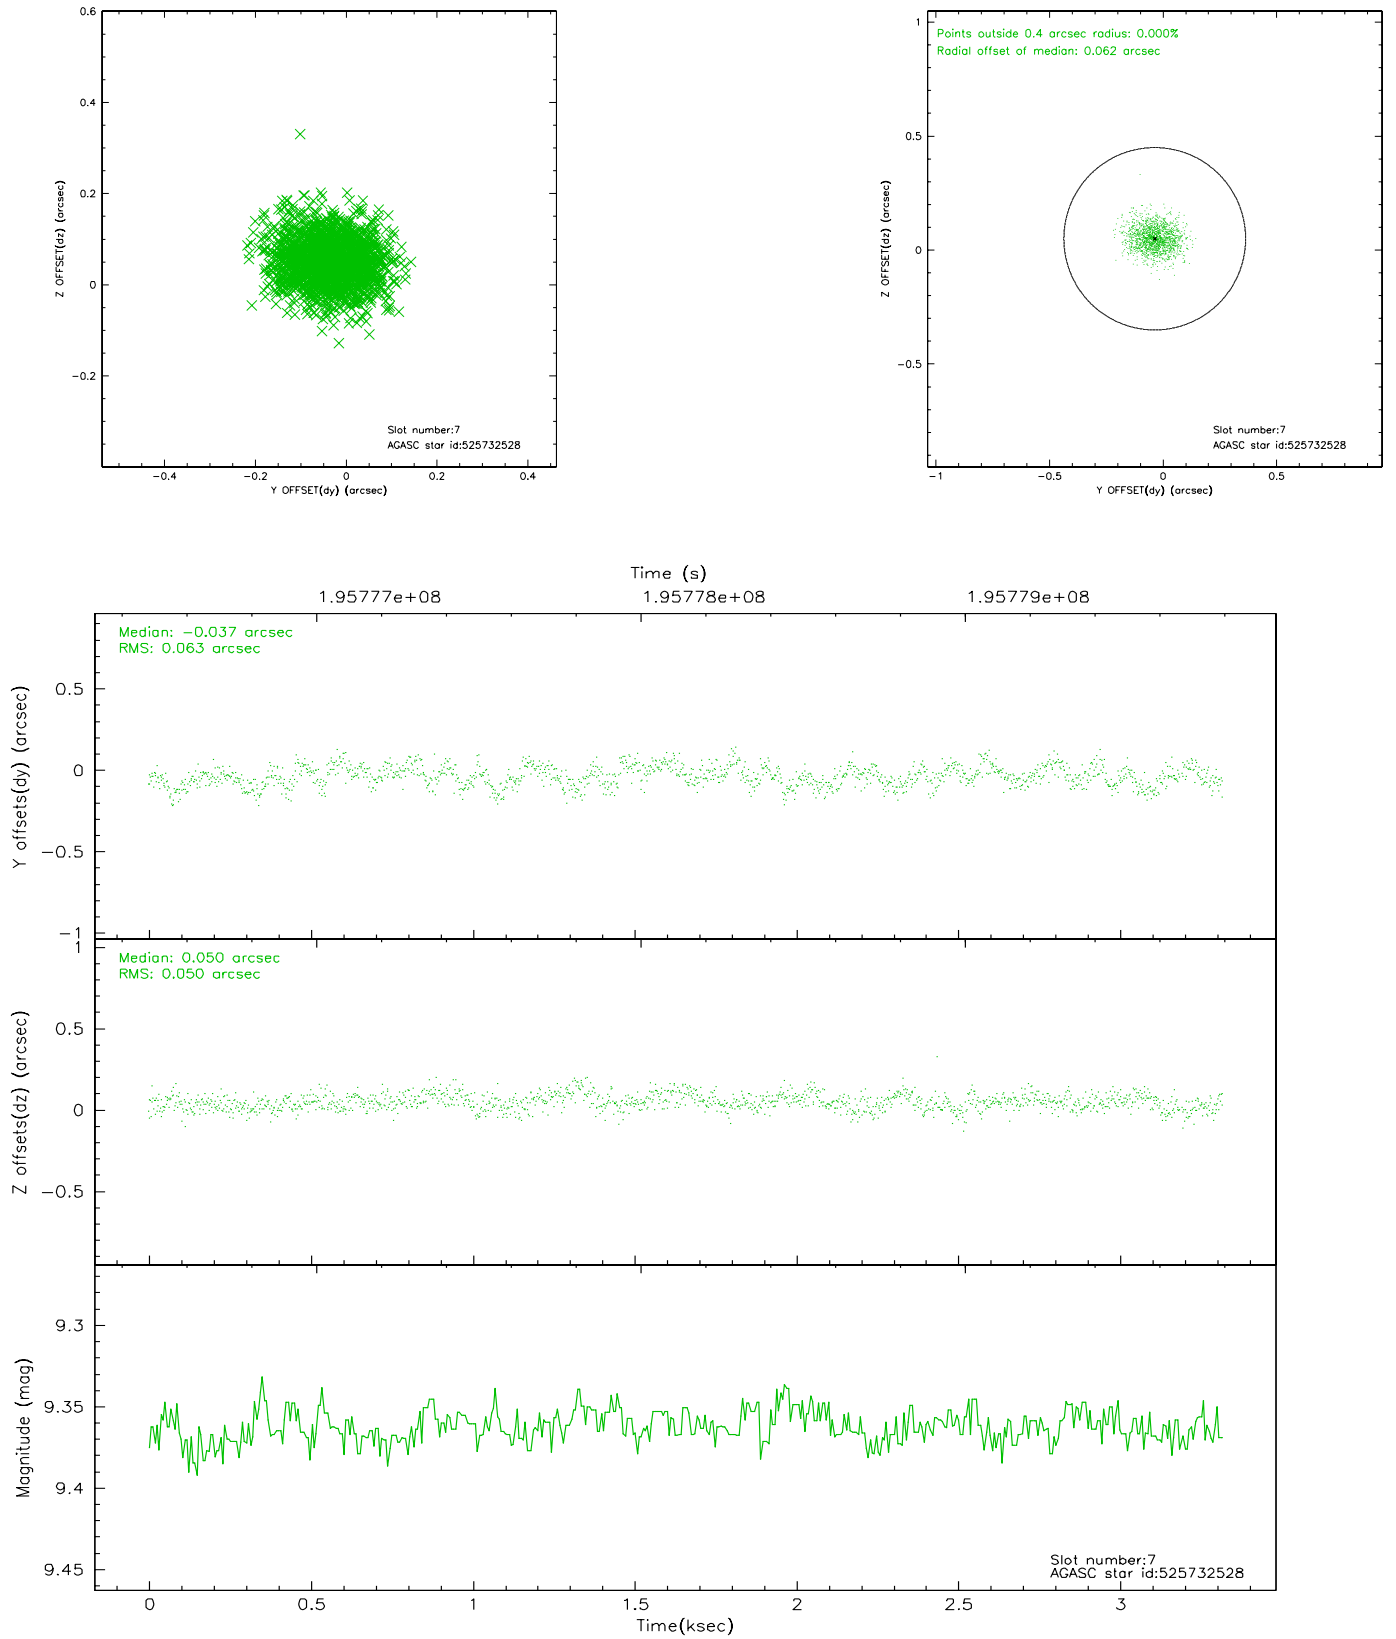 0.6
0.4
0.2
0
−0.2
Z OFFSET(dz) (arcsec)
Slot number:7
AGASC star id:525732528
−0.4 −0.2 0 0.2 0.4
Y OFFSET(dy) (arcsec)
Points outside 0.4 arcsec radius: 0.000%
Radial offset of median: 0.062 arcsec
1
0.5
0
−0.5
Z OFFSET(dz) (arcsec)
Slot number:7
AGASC star id:525732528
−1 −0.5 0 0.5
Y OFFSET(dy) (arcsec)
Time (s)
1.95777e+08 1.95778e+08 1.95779e+08
Median: −0.037 arcsec
RMS: 0.063 arcsec
0.5
0
−0.5
−1
Y offsets(dy) (arcsec)
Median: 0.050 arcsec
RMS: 0.050 arcsec
1
0.5
0
−0.5
Z offsets(dz) (arcsec)
9.3
9.35
9.4
9.45
Magnitude (mag)
Slot number:7
AGASC star id:525732528
0 0.5 1 1.5 2 2.5 3
Time(ksec)